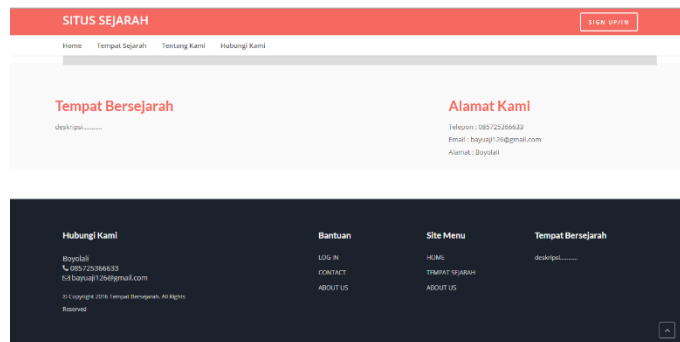 SITUS SEJARAH
SIGN UP/IN
Home Tempat Sejarah Tentang Kami Hubungi Kami
Tempat Bersejarah
deskripsi...........
Alamat Kami
Telepon : 085725366633
Email : bayuaji126@gmail.com
Alamat : Boyolali
Hubungi Kami
Boyolali
085725366633
bayuaji126@gmail.com
© Copyright 2016 Tempat Bersejarah. All Rights
Reserved
Bantuan
LOG IN
CONTACT
ABOUT US
Site Menu
HOME
TEMPAT SEJARAH
ABOUT US
Tempat Bersejarah
deskripsi...........